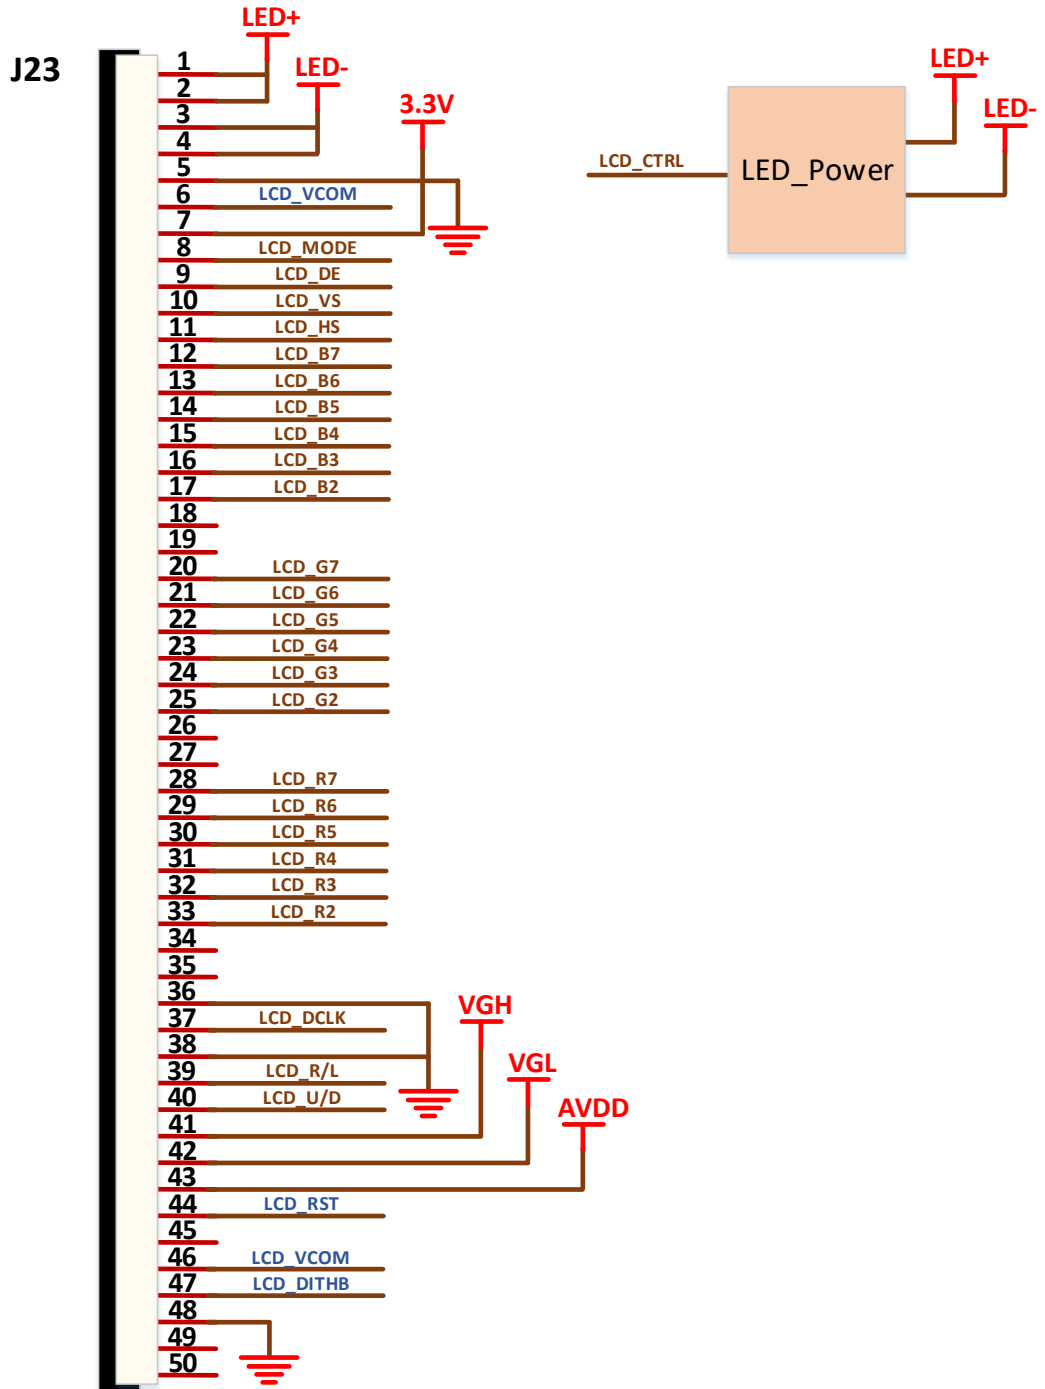 J23
LED+
LED-
3.3V
1
2
3
4
5
6 LCD_VCOM
7
8 LCD_MODE
9 LCD_DE
10 LCD_VS
11 LCD_HS
12 LCD_B7
13 LCD_B6
14 LCD_B5
15 LCD_B4
16 LCD_B3
17 LCD_B2
18
19
20 LCD_G7
21 LCD_G6
22 LCD_G5
23 LCD_G4
24 LCD_G3
25 LCD_G2
26
27
28 LCD_R7
29 LCD_R6
30 LCD_R5
31 LCD_R4
32 LCD_R3
33 LCD_R2
34
35
36
37 LCD_DCLK
38
39 LCD_R/L
40 LCD_U/D
41
42
43
44 LCD_RST
45
46 LCD_VCOM
47 LCD_DITHB
48
49
50
VGH
VGL
AVDD
LCD_CTRL
LED_Power
LED+
LED-